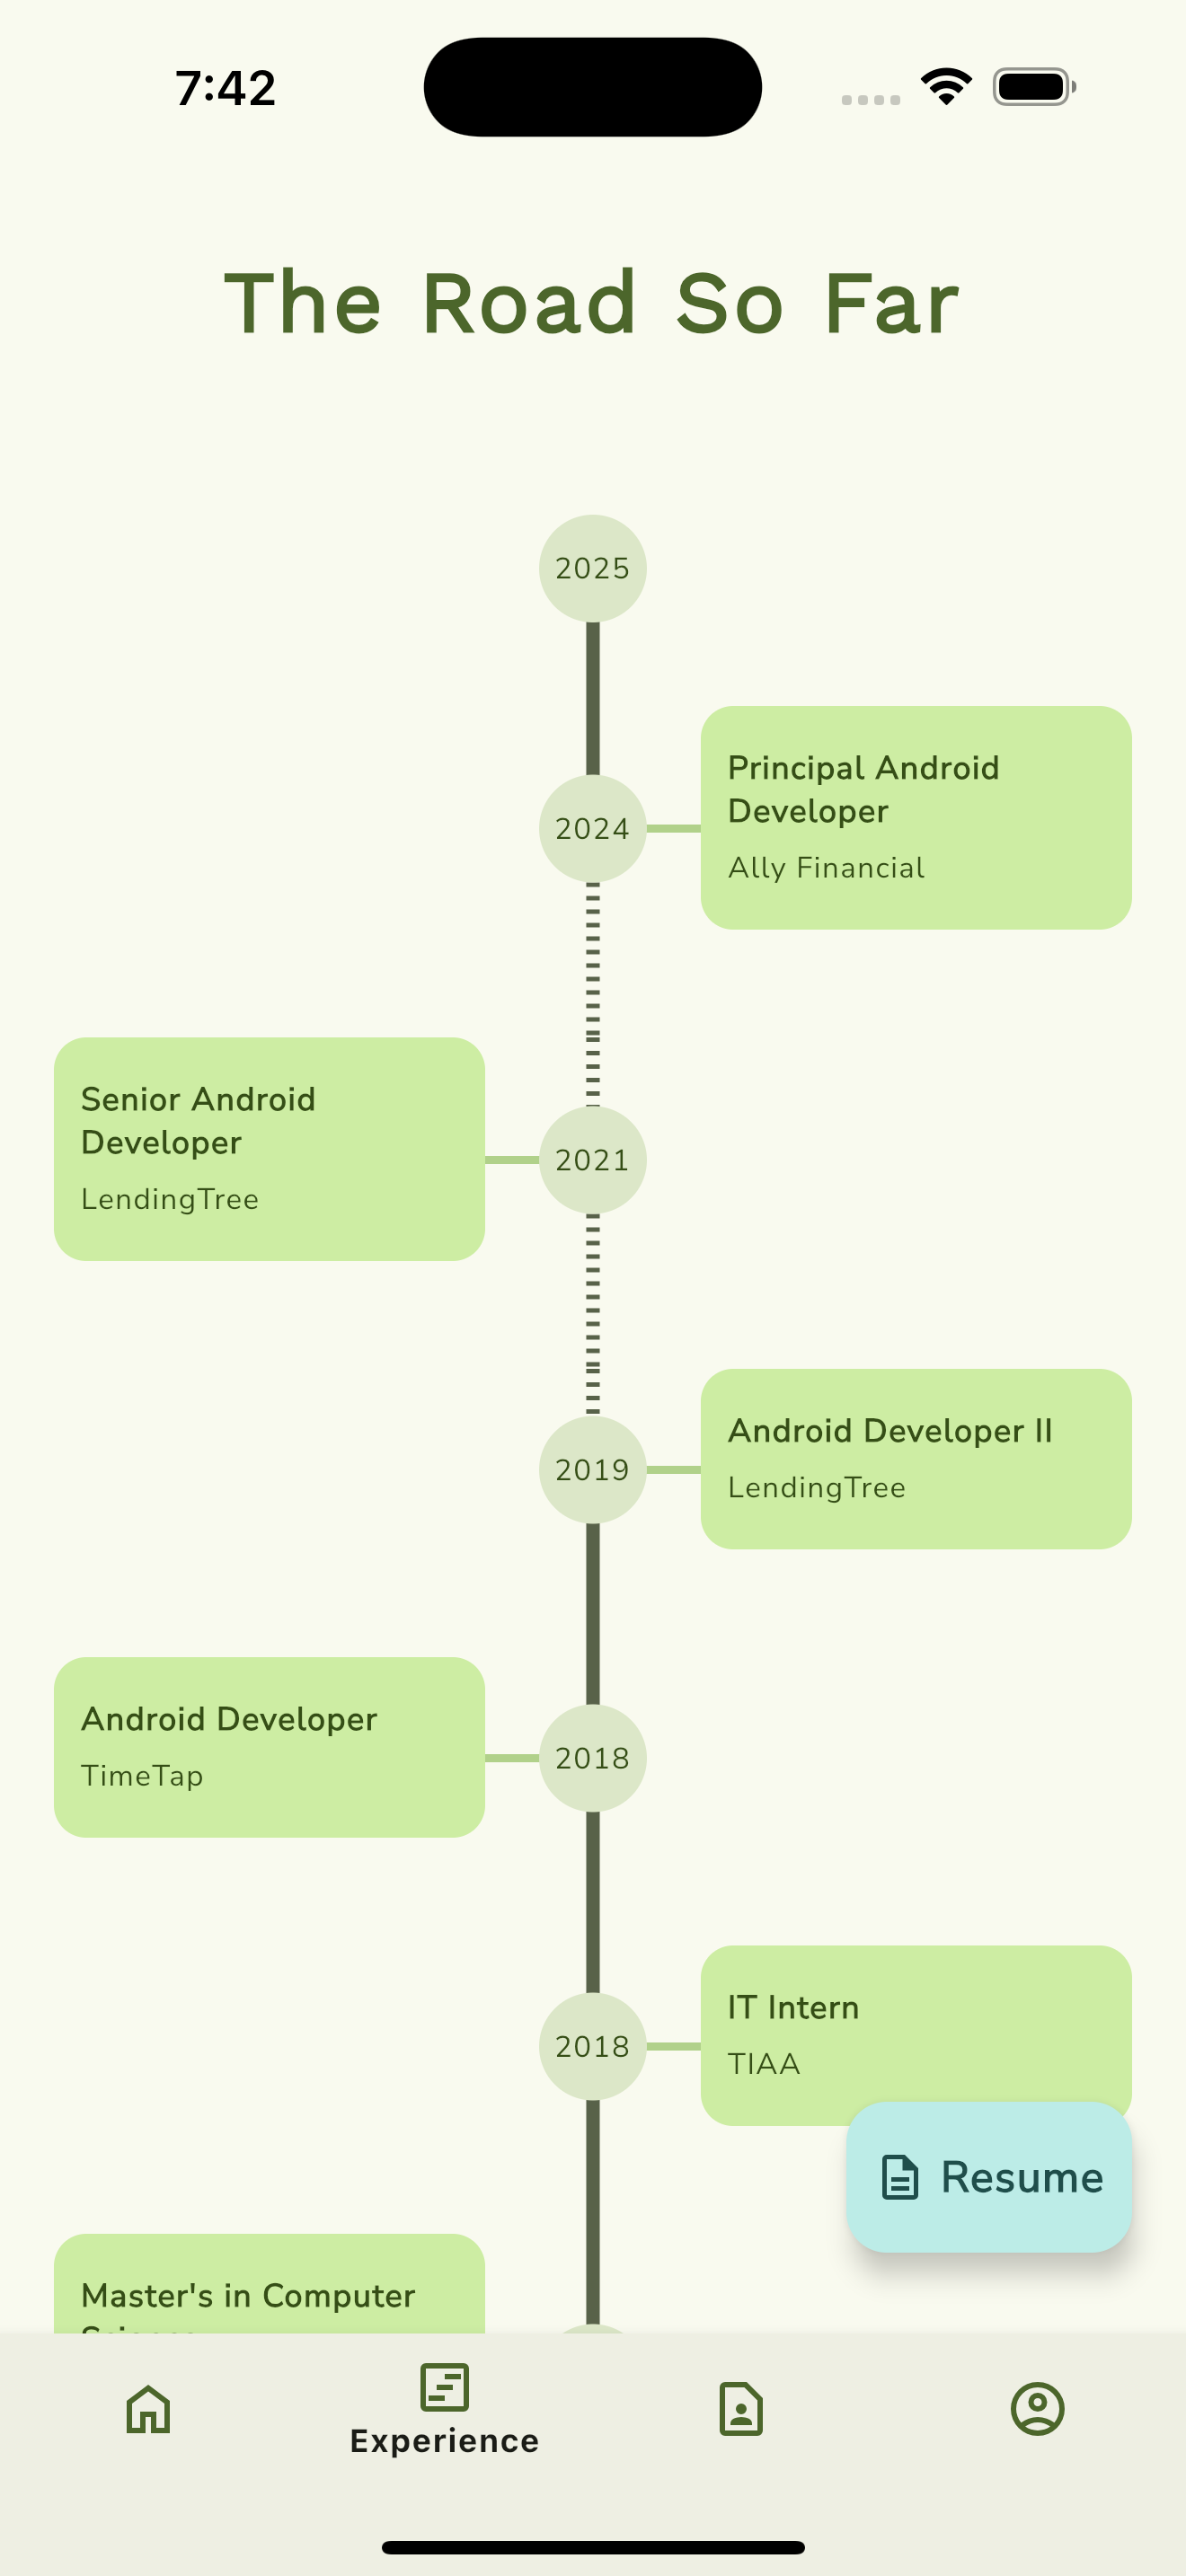 7:42
The Road So Far
2025
Principal Android
Developer
Ally Financial
2024
Senior Android
Developer
LendingTree
2021
Android Developer II
LendingTree
2019
Android Developer
TimeTap
2018
IT Intern
TIAA
2018
Resume
Master's in Computer
Experience